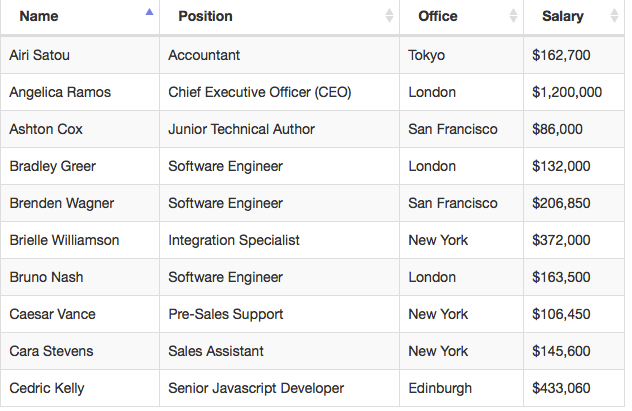 Name Position Office Salary
Airi Satou Accountant Tokyo $162,700
Angelica Ramos Chief Executive Officer (CEO) London $1,200,000
Ashton Cox Junior Technical Author San Francisco $86,000
Bradley Greer Software Engineer London $132,000
Brenden Wagner Software Engineer San Francisco $206,850
Brielle Williamson Integration Specialist New York $372,000
Bruno Nash Software Engineer London $163,500
Caesar Vance Pre-Sales Support New York $106,450
Cara Stevens Sales Assistant New York $145,600
Cedric Kelly Senior Javascript Developer Edinburgh $433,060